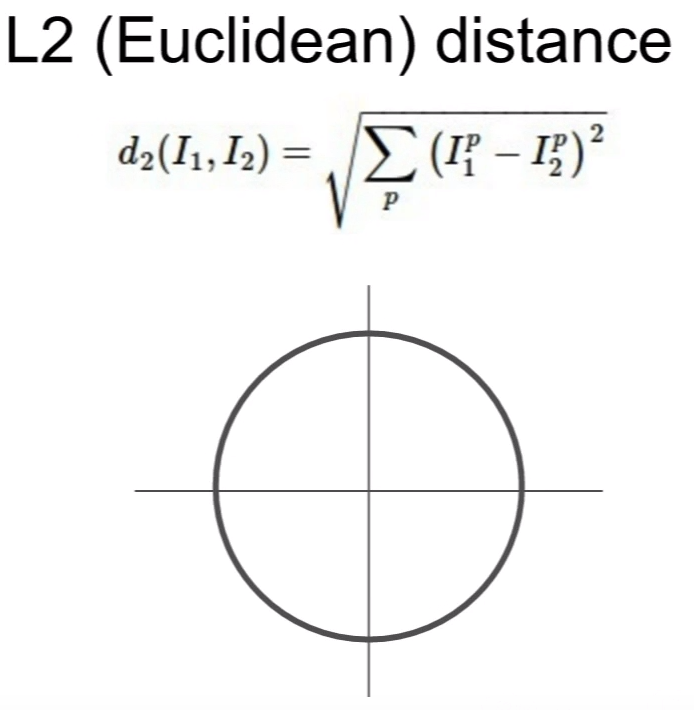 L2 (Euclidean) distance
d₂(I₁, I₂) = √∑ₚ (I₁ᵖ − I₂ᵖ)²